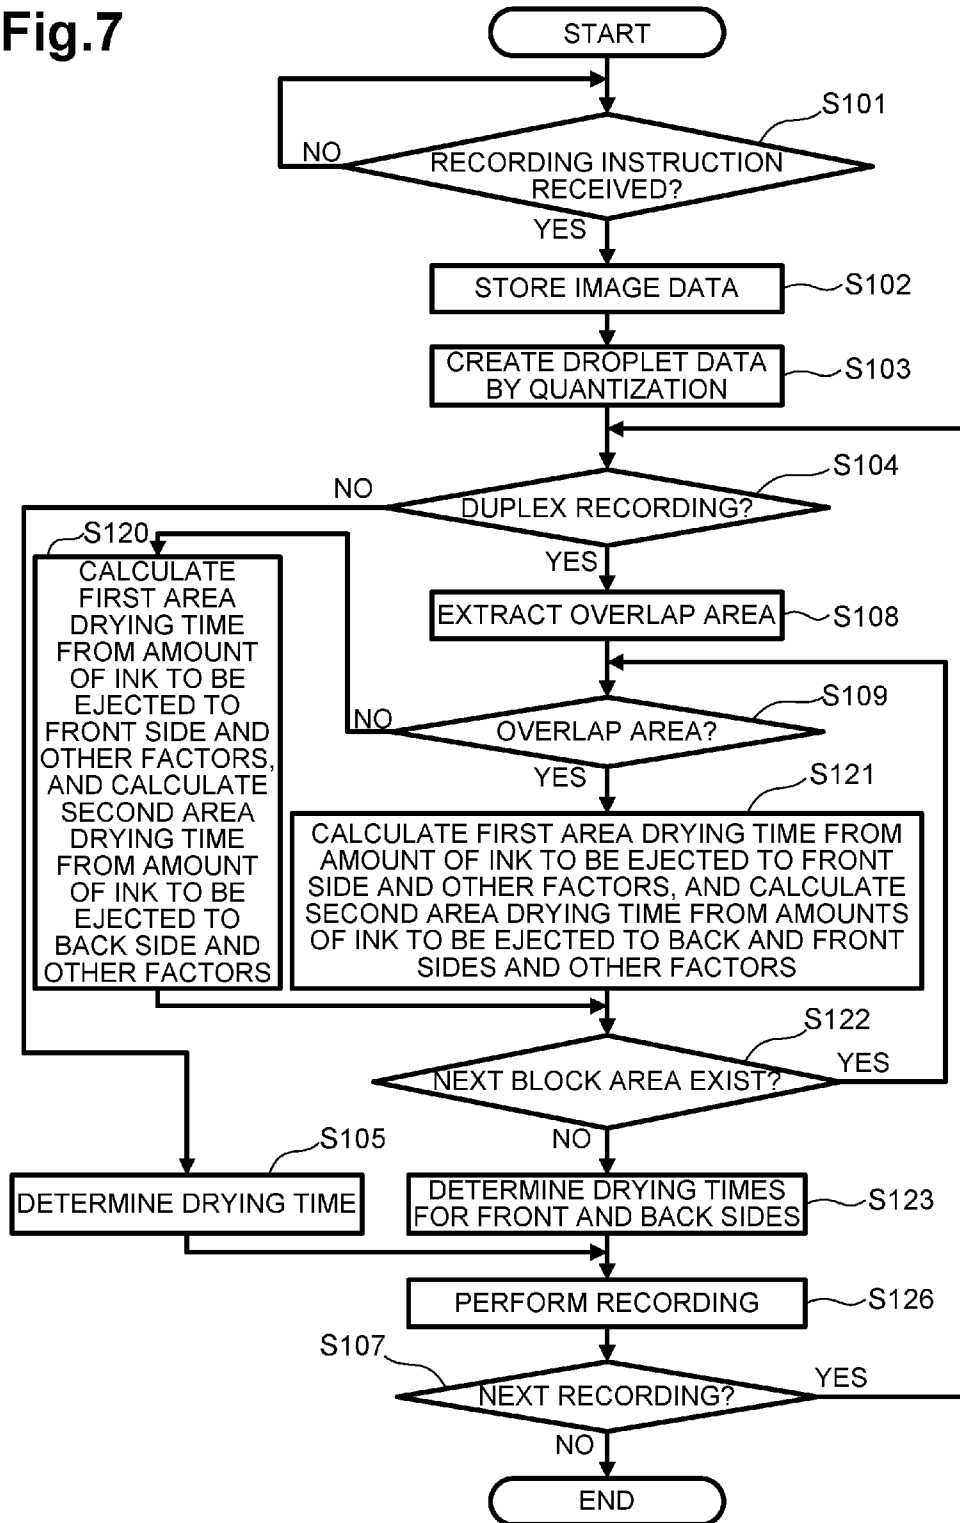 Fig.7
START
S101
NO
RECORDING INSTRUCTION
RECEIVED?
YES
STORE IMAGE DATA
S102
CREATE DROPLET DATA
BY QUANTIZATION
S103
S104
NO
DUPLEX RECORDING?
YES
S120
CALCULATE
FIRST AREA
DRYING TIME
FROM AMOUNT
OF INK TO BE
EJECTED TO
FRONT SIDE AND
OTHER FACTORS,
AND CALCULATE
SECOND AREA
DRYING TIME
FROM AMOUNT
OF INK TO BE
EJECTED TO
BACK SIDE AND
OTHER FACTORS
EXTRACT OVERLAP AREA
S108
S109
NO
OVERLAP AREA?
YES
S121
CALCULATE FIRST AREA DRYING TIME FROM
AMOUNT OF INK TO BE EJECTED TO FRONT
SIDE AND OTHER FACTORS, AND CALCULATE
SECOND AREA DRYING TIME FROM AMOUNTS
OF INK TO BE EJECTED TO BACK AND FRONT
SIDES AND OTHER FACTORS
S122
NEXT BLOCK AREA EXIST?
YES
NO
S105
DETERMINE DRYING TIME
DETERMINE DRYING TIMES
FOR FRONT AND BACK SIDES
S123
PERFORM RECORDING
S126
S107
NEXT RECORDING?
YES
NO
END